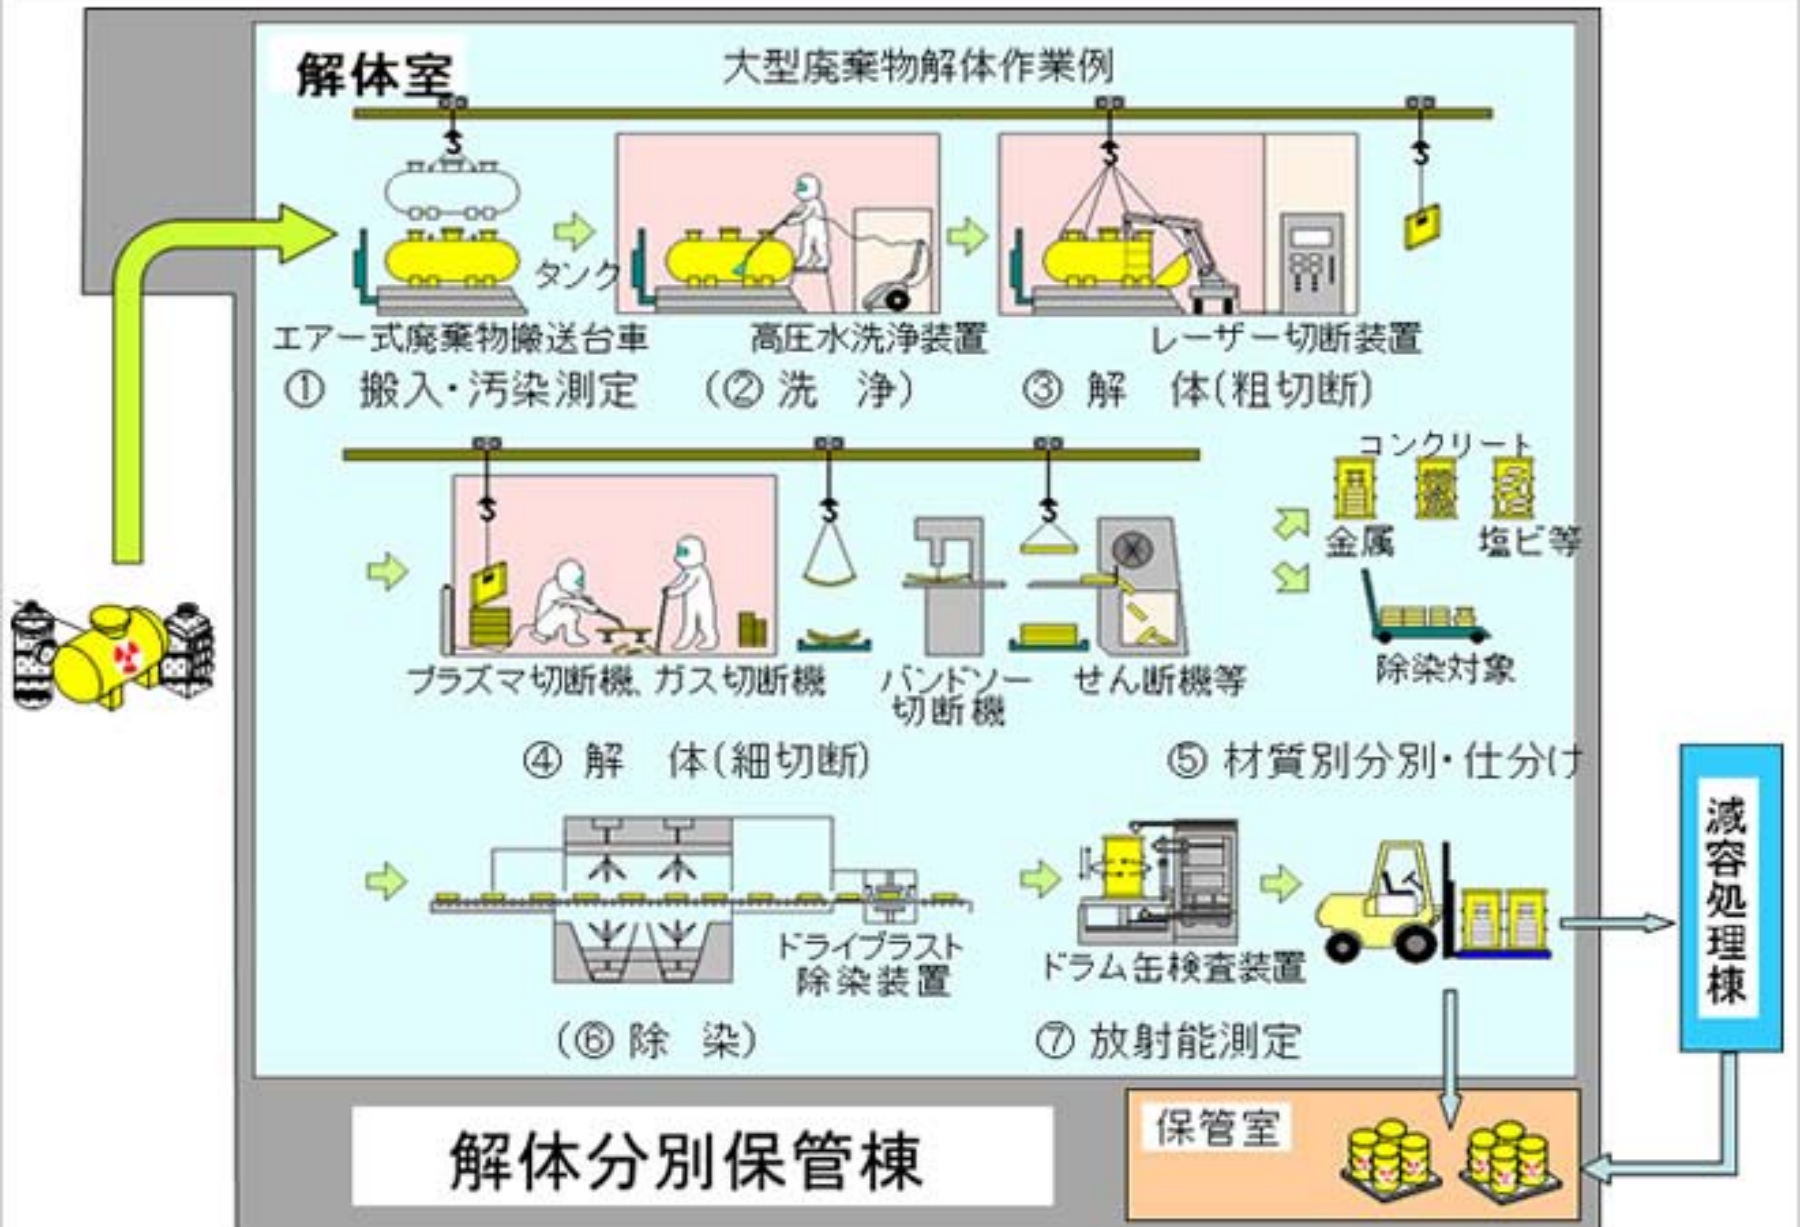 解体室
大型廃棄物解体作業例
タンク
エアー式廃棄物搬送台車
高圧水洗浄装置
レーザー切断装置
① 搬入・汚染測定
(② 洗 浄)
③ 解 体(粗切断)
コンクリート
金属
塩ビ等
除染対象
プラズマ切断機、ガス切断機
バンドソー
切断機
せん断機等
④ 解 体(細切断)
⑤ 材質別分別・仕分け
ドライブラスト
除染装置
ドラム缶検査装置
(⑥ 除 染)
⑦ 放射能測定
減容処理棟
解体分別保管棟
保管室